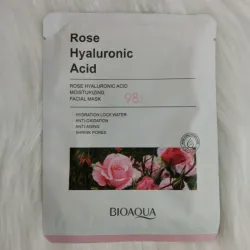 Rose
Hyaluronic
Acid
ROSE HYALURONIC ACID
MOISTURIZING
FACIAL MASK
98
HYDRATION LOCK WATER
ANTI-OXIDATION
ANTI-AGING
SHRINK PORES
BIOAQUA